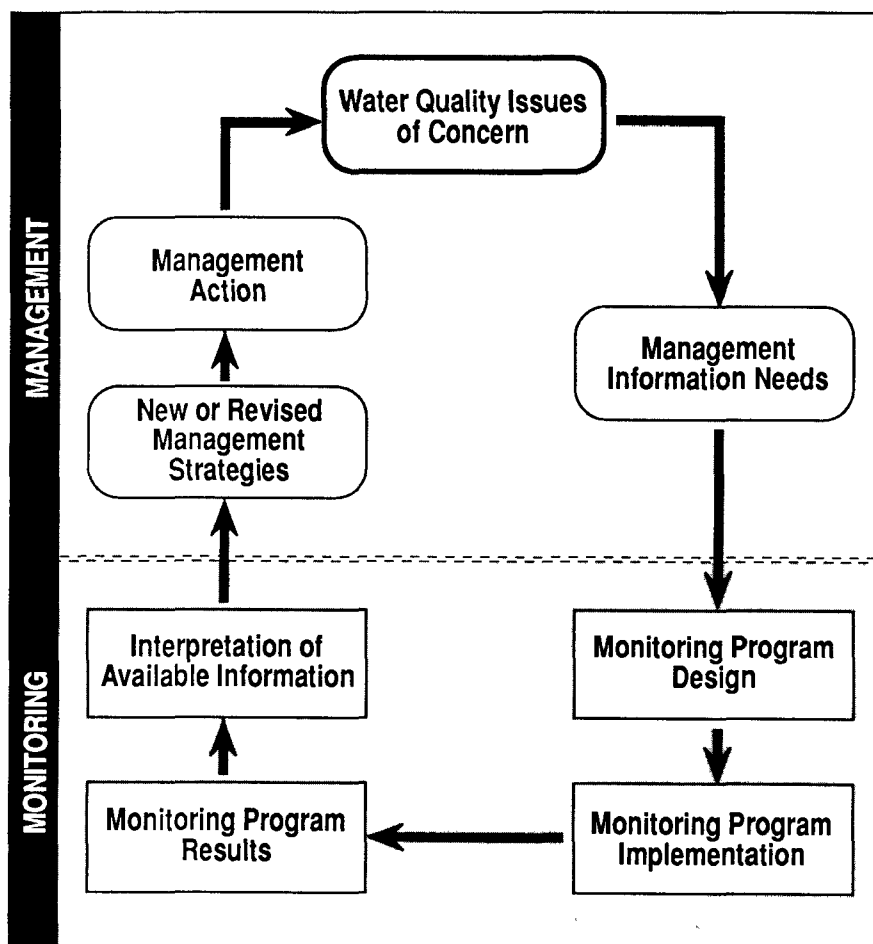 Water Quality Issues
of Concern
Management
Action
Management
Information Needs
New or Revised
Management
Strategies
MANAGEMENT
Interpretation of
Available Information
Monitoring Program
Design
Monitoring Program
Results
Monitoring Program
Implementation
MONITORING